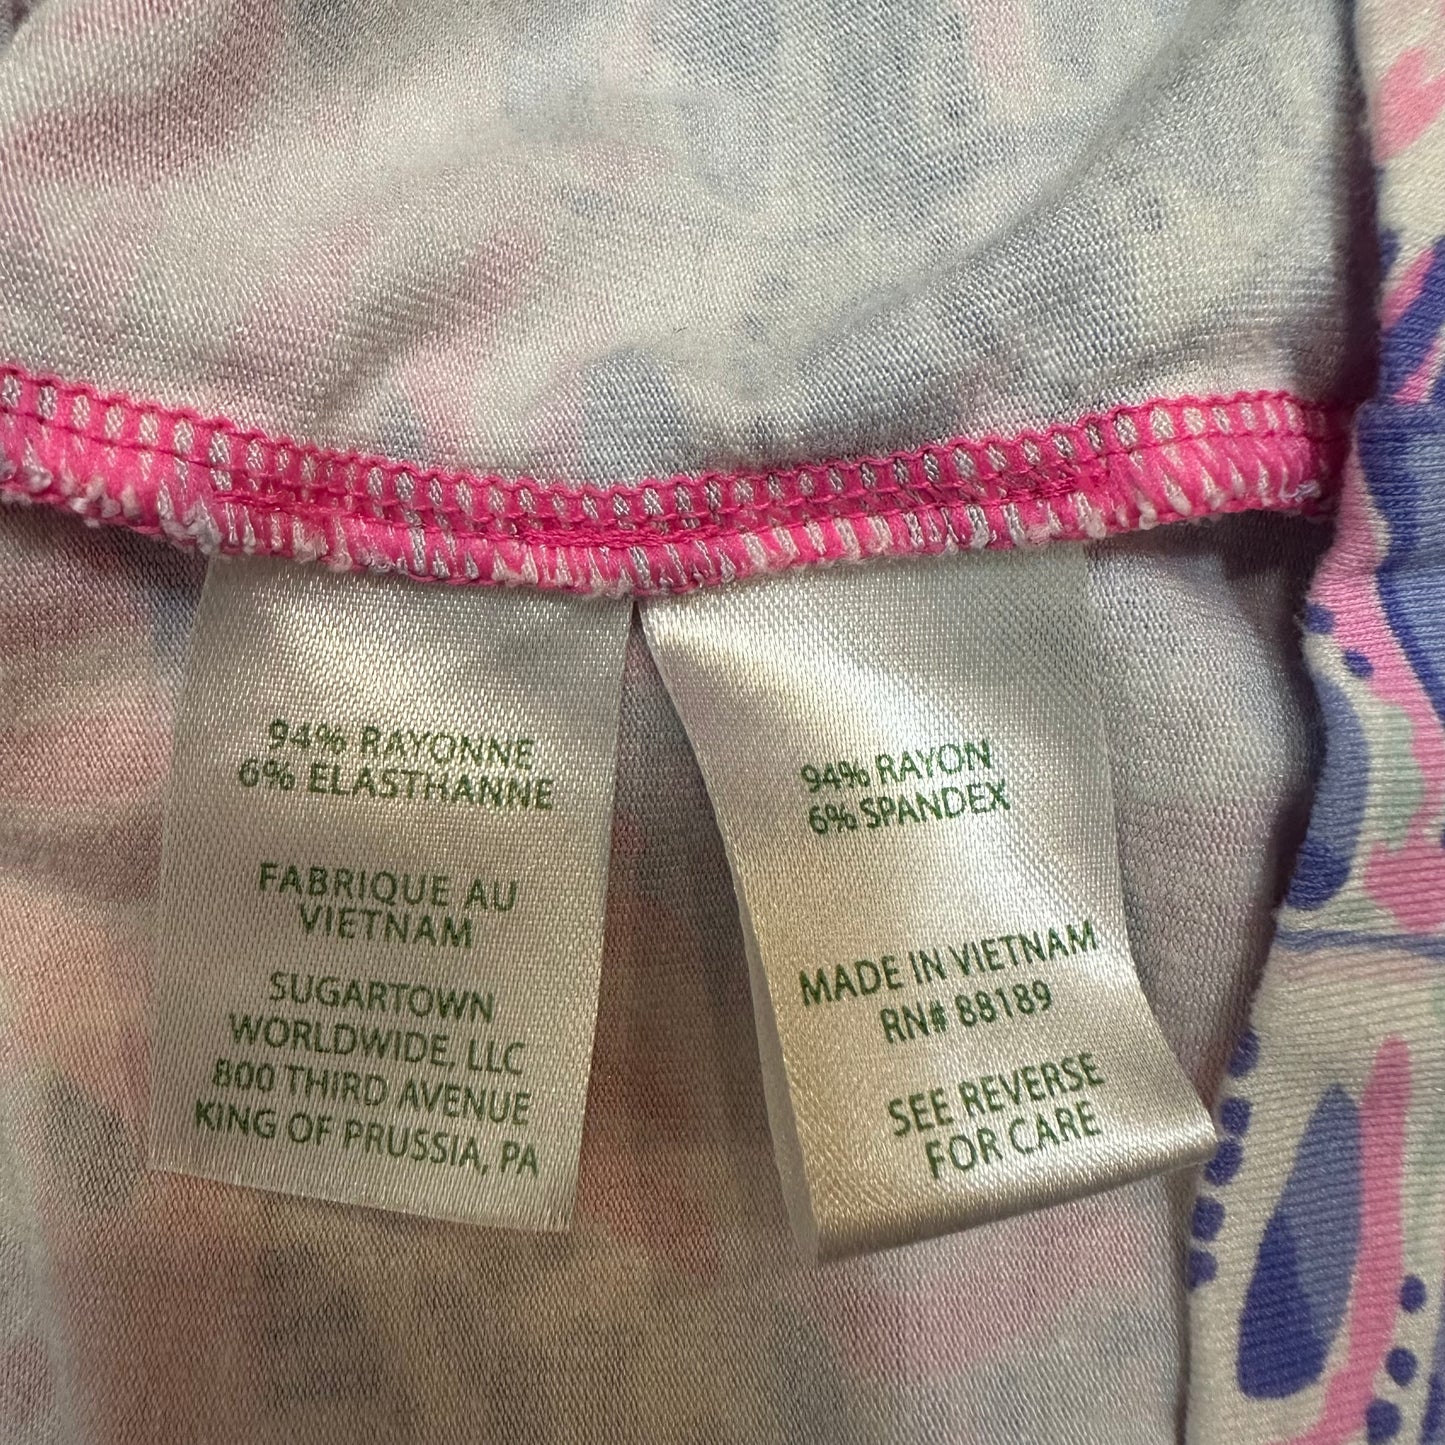 94% RAYONNE
6% ELASTHANNE
FABRIQUE AU
VIETNAM
SUGARTOWN
WORLDWIDE, LLC
800 THIRD AVENUE
KING OF PRUSSIA, PA
94% RAYON
6% SPANDEX
MADE IN VIETNAM
RN# 88189
SEE REVERSE
FOR CARE